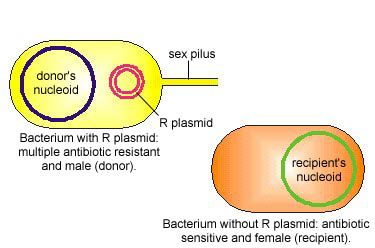 sex pilus
donor's
nucleoid
R plasmid
Bacterium with R plasmid:
multiple antibiotic resistant
and male (donor).
recipient's
nucleoid
Bacterium without R plasmid: antibiotic
sensitive and female (recipient).